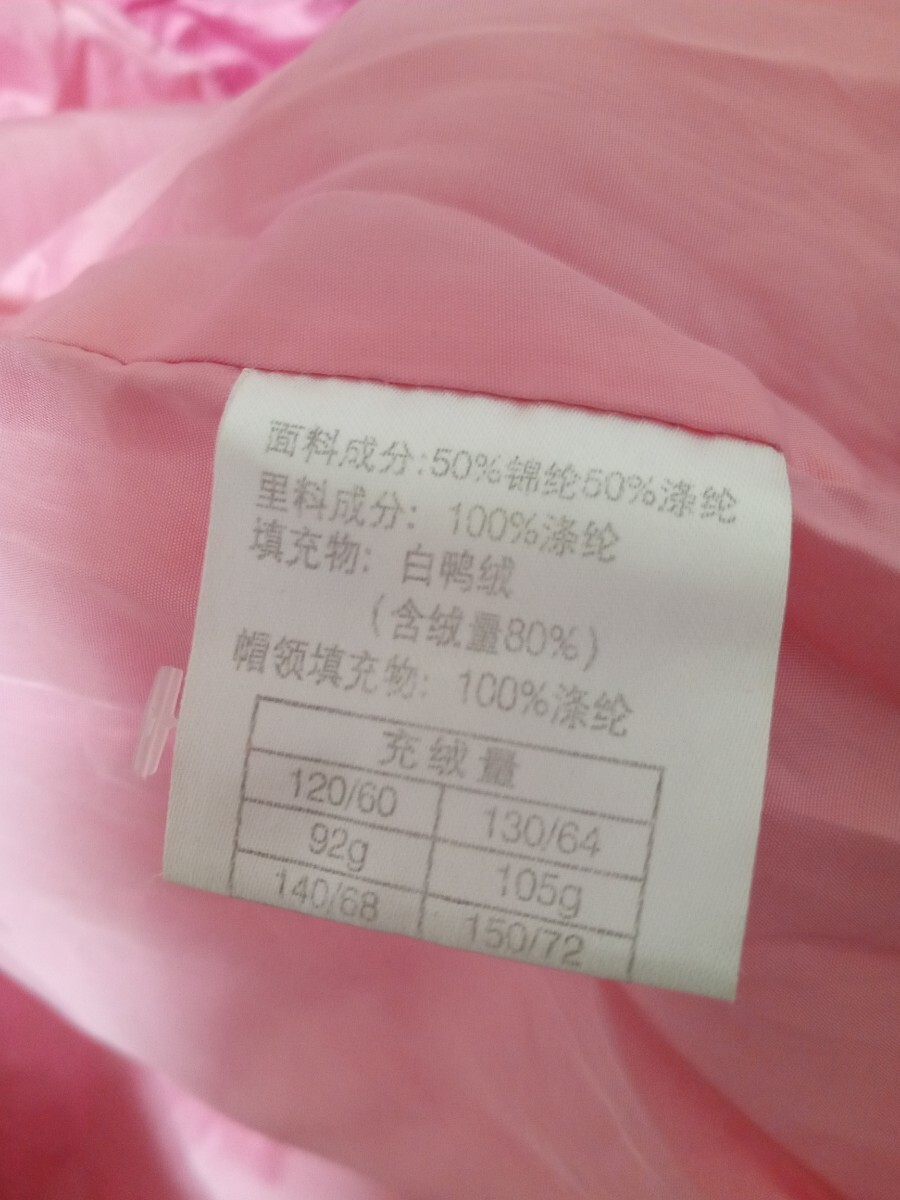 面料成分:50%锦纶50%涤纶
里料成分: 100%涤纶
填充物: 白鸭绒
(含绒量80%)
帽领填充物: 100%涤纶
充绒量
120/60 130/64
92g 105g
140/68 150/72